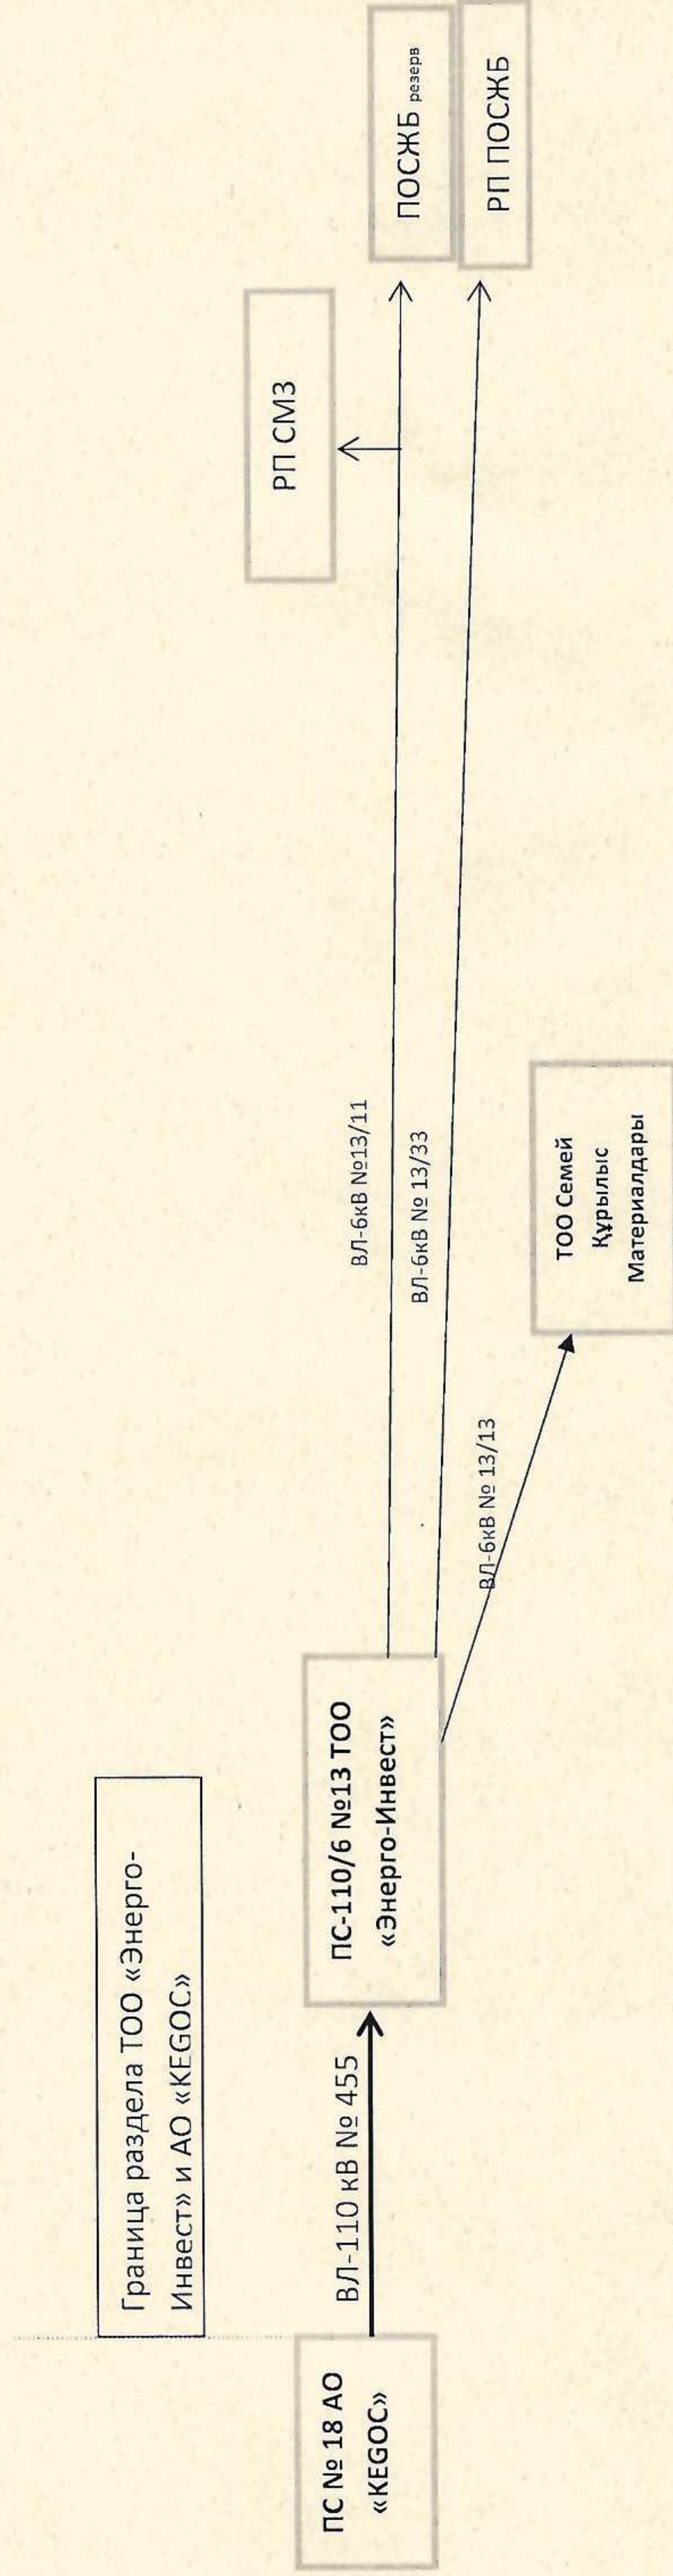 Граница раздела ТОО «Энерго-
Инвест» и АО «KEGOC»
ПС № 18 АО
«KEGOC»
ВЛ-110 кВ № 455
ПС-110/6 №13 ТОО
«Энерго-Инвест»
ВЛ-6кВ №13/11
ВЛ-6кВ № 13/33
ВЛ-6кВ № 13/13
ТОО Семей
Құрылыс
Материалдары
РП СМЗ
ПОСЖБ резерв
РП ПОСЖБ